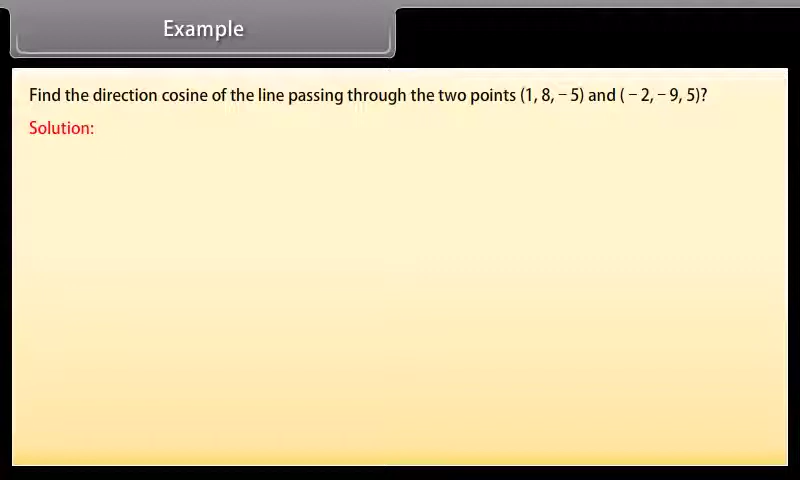 Example
Find the direction cosine of the line passing through the two points (1, 8, – 5) and ( – 2, – 9, 5)?
Solution: